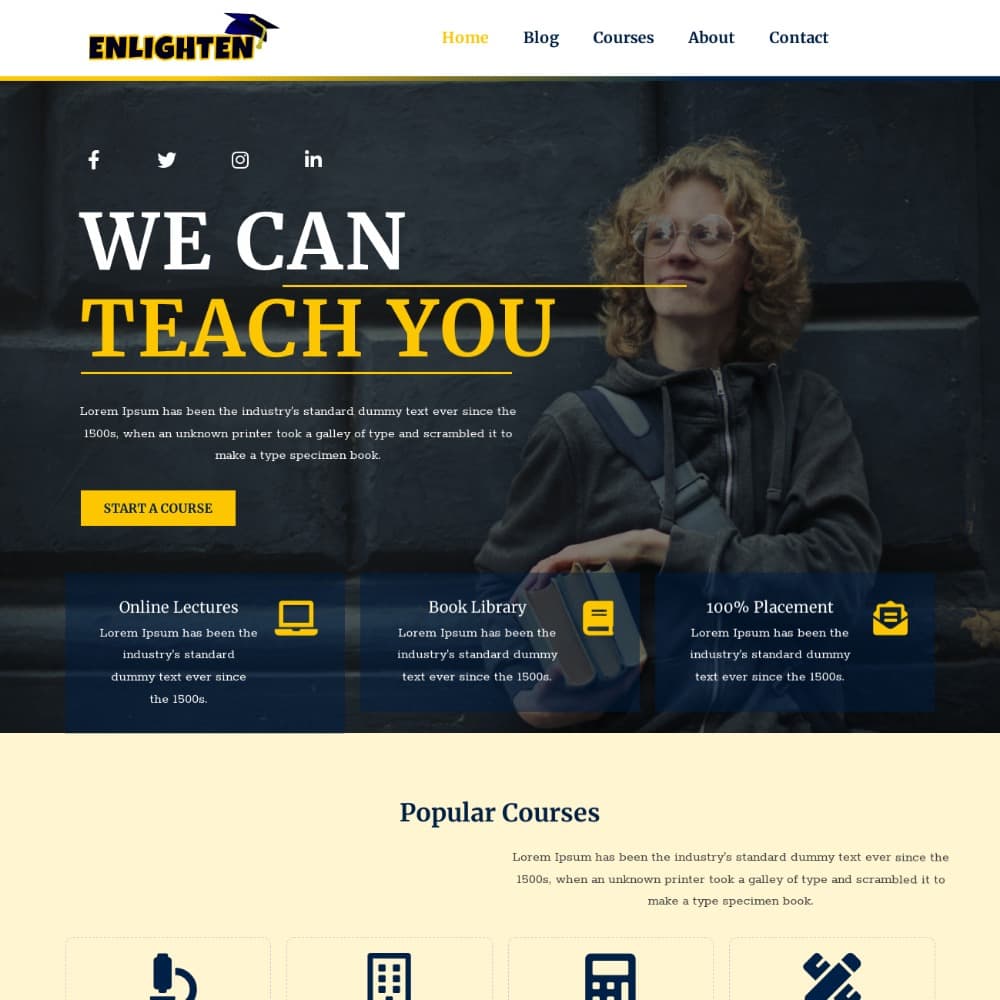 ENLIGHTEN
Home Blog Courses About Contact
WE CAN
TEACH YOU
Lorem Ipsum has been the industry's standard dummy text ever since the
1500s, when an unknown printer took a galley of type and scrambled it to
make a type specimen book.
START A COURSE
Online Lectures
Lorem Ipsum has been the
industry's standard
dummy text ever since
the 1500s.
Book Library
Lorem Ipsum has been the
industry's standard dummy
text ever since the 1500s.
100% Placement
Lorem Ipsum has been the
industry's standard dummy
text ever since the 1500s.
Popular Courses
Lorem Ipsum has been the industry's standard dummy text ever since the
1500s, when an unknown printer took a galley of type and scrambled it to
make a type specimen book.